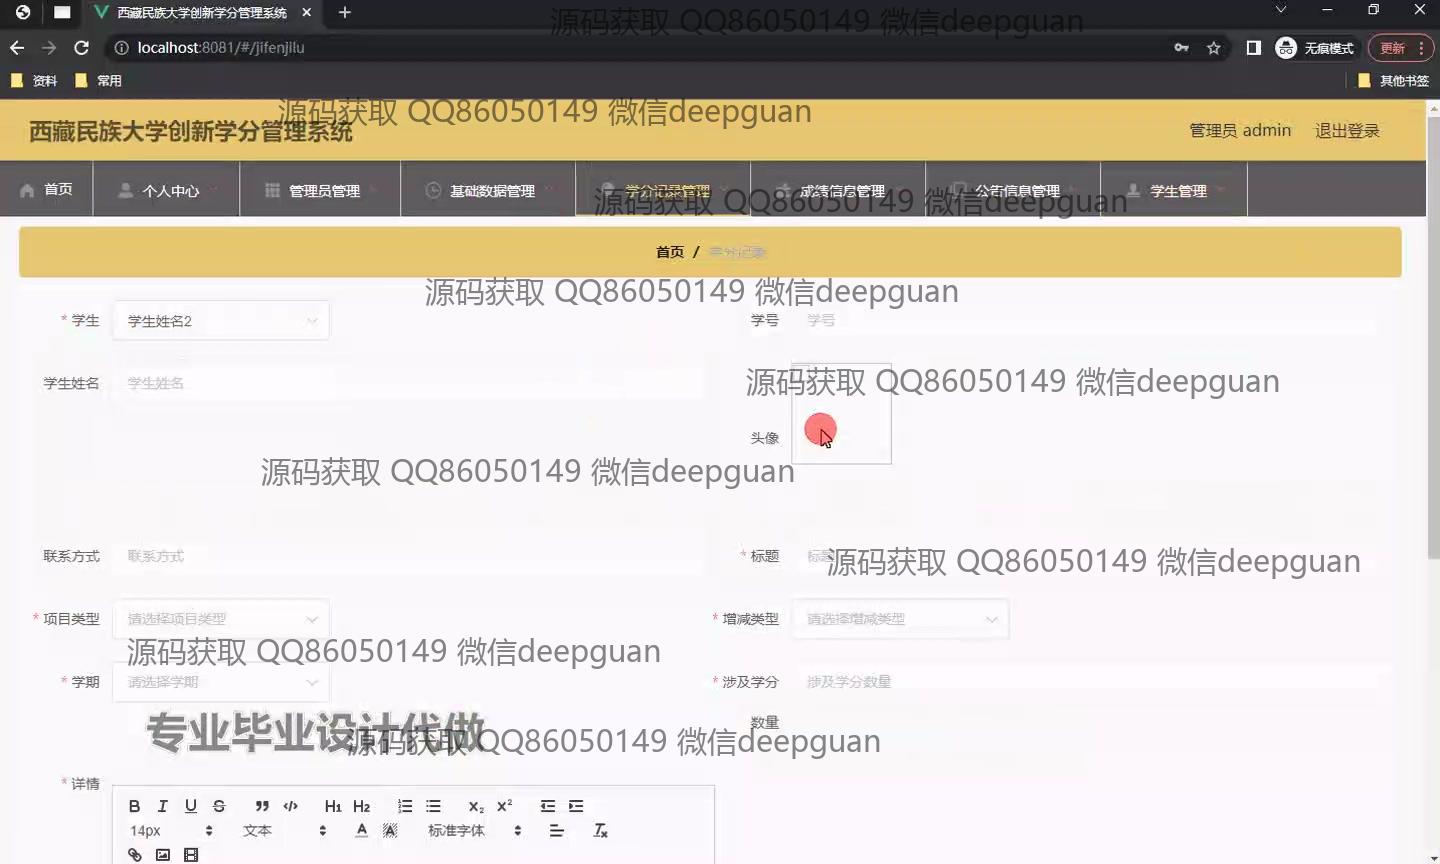 西藏民族大学创新学分管理系统
源码获取 QQ86050149 微信deepguan
localhost:8081/#/jifenjilu
无痕模式
更新
资料
常用
其他书签
源码获取 QQ86050149 微信deepguan
西藏民族大学创新学分管理系统
管理员 admin
退出登录
首页
个人中心
管理员管理
基础数据管理
学分记录管理
成绩信息管理
公告信息管理
学生管理
源码获取 QQ86050149 微信deepguan
首页 / 学分记录
源码获取 QQ86050149 微信deepguan
* 学生 学生姓名2
学号 学号
学生姓名 学生姓名
源码获取 QQ86050149 微信deepguan
头像
源码获取 QQ86050149 微信deepguan
联系方式 联系方式
* 标题 标题
源码获取 QQ86050149 微信deepguan
* 项目类型 请选择项目类型
* 增减类型 请选择增减类型
源码获取 QQ86050149 微信deepguan
* 学期 请选择学期
* 涉及学分数量 涉及学分数量
专业毕业设计代做
源码获取 QQ86050149 微信deepguan
* 详情
B I U S H1 H2 X2 X2
14px 文本 A A 标准字体 Tx